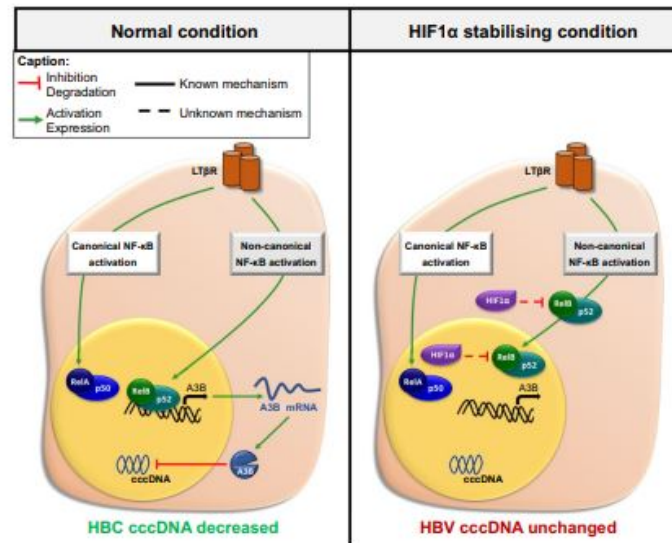 Normal condition
HIF1α stabilising condition
Caption:
Inhibition
Degradation
Known mechanism
Activation
Expression
Unknown mechanism
LTβR
Canonical NF-κB
activation
Non-canonical
NF-κB activation
RelA
p50
RelB
p52
A3B
A3B mRNA
A3B
cccDNA
HBC cccDNA decreased
LTβR
Canonical NF-κB
activation
Non-canonical
NF-κB activation
HIF1α
RelB
p52
HIF1α
RelB
p52
RelA
p50
A3B
cccDNA
HBV cccDNA unchanged